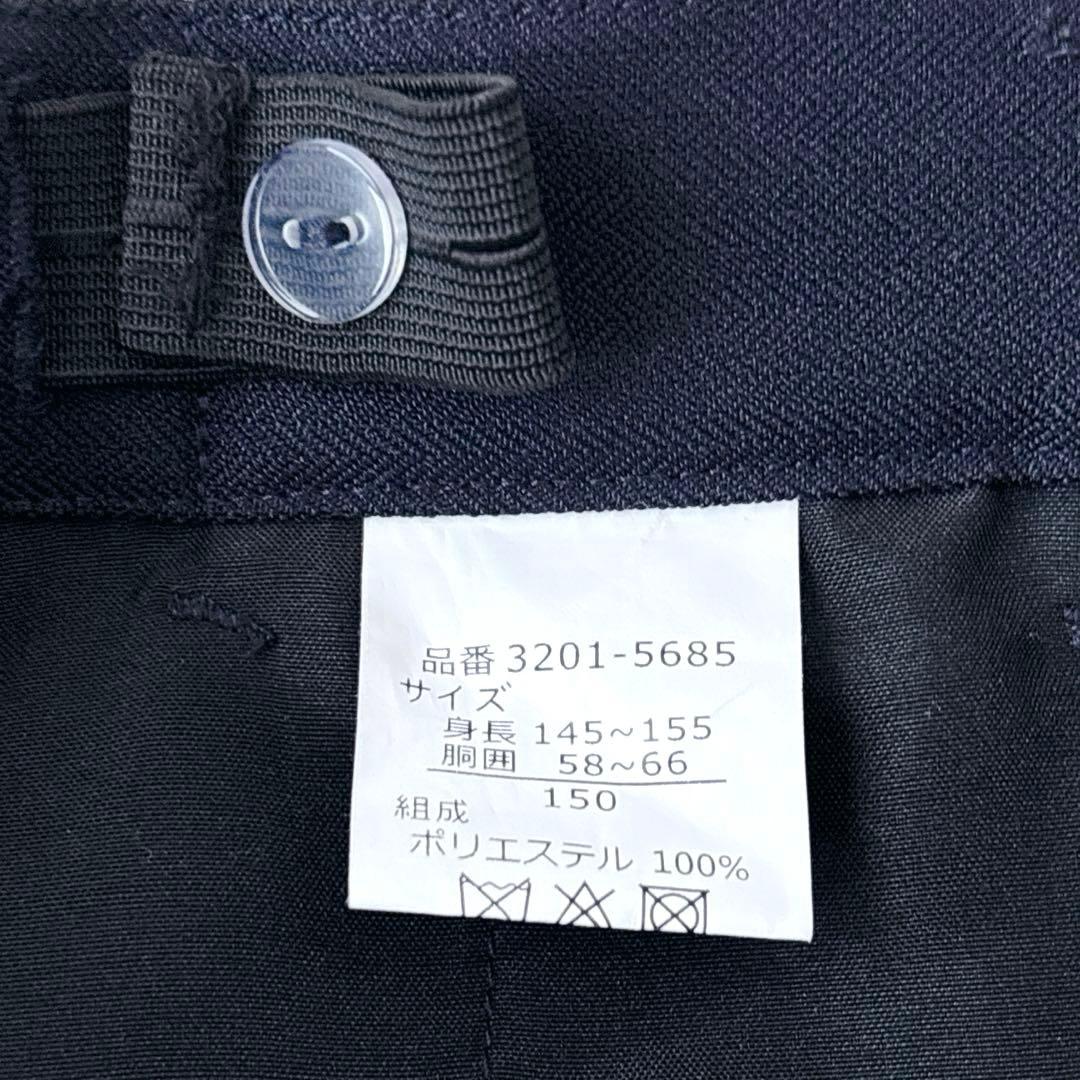 品番 3201-5685
サイズ
身長 145~155
胴囲 58~66
150
組成
ポリエステル 100%